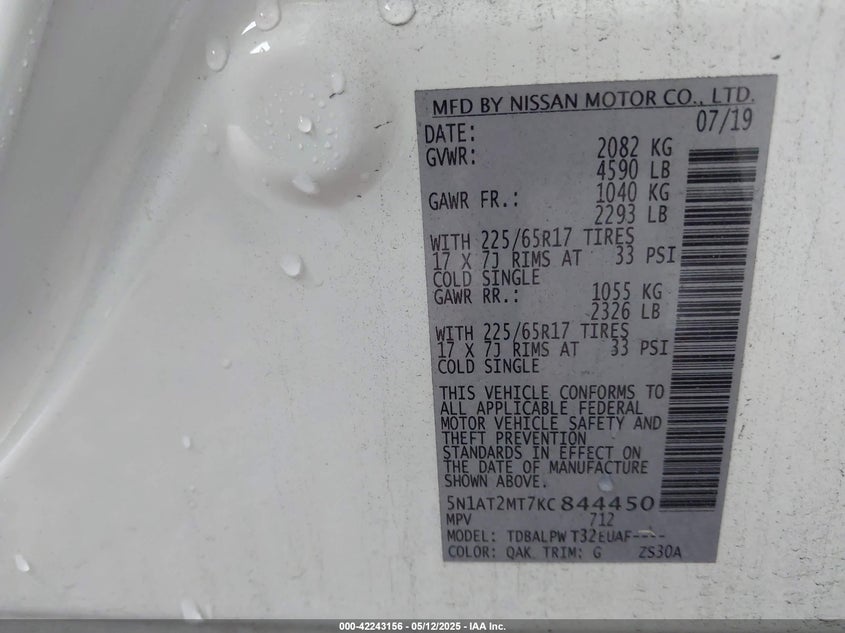 MFD BY NISSAN MOTOR CO., LTD.
DATE: 07/19
GVWR: 2082 KG
4590 LB
GAWR FR.: 1040 KG
2293 LB
WITH 225/65R17 TIRES
17 X 7J RIMS AT 33 PSI
COLD SINGLE
GAWR RR.: 1055 KG
2326 LB
WITH 225/65R17 TIRES
17 X 7J RIMS AT 33 PSI
COLD SINGLE
THIS VEHICLE CONFORMS TO
ALL APPLICABLE FEDERAL
MOTOR VEHICLE SAFETY AND
THEFT PREVENTION
STANDARDS IN EFFECT ON
THE DATE OF MANUFACTURE
SHOWN ABOVE.
5N1AT2MT7KC844450
MPV 712
MODEL: TDBALPW T32EUAF----
COLOR: QAK TRIM: G ZS30A
000-42243156 - 05/12/2025 - IAA Inc.